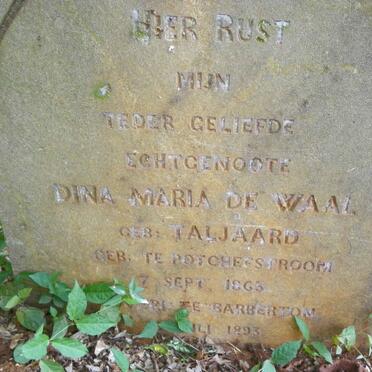 HIER RUST
MIJN
TEDER GELIEFDE
ECHTGENOOTE
DINA MARIA DE WAAL
GEB: TALJAARD
GEB. TE POTCHEFSTROOM
7 SEPT. 1863
TE BARBERTON
1893